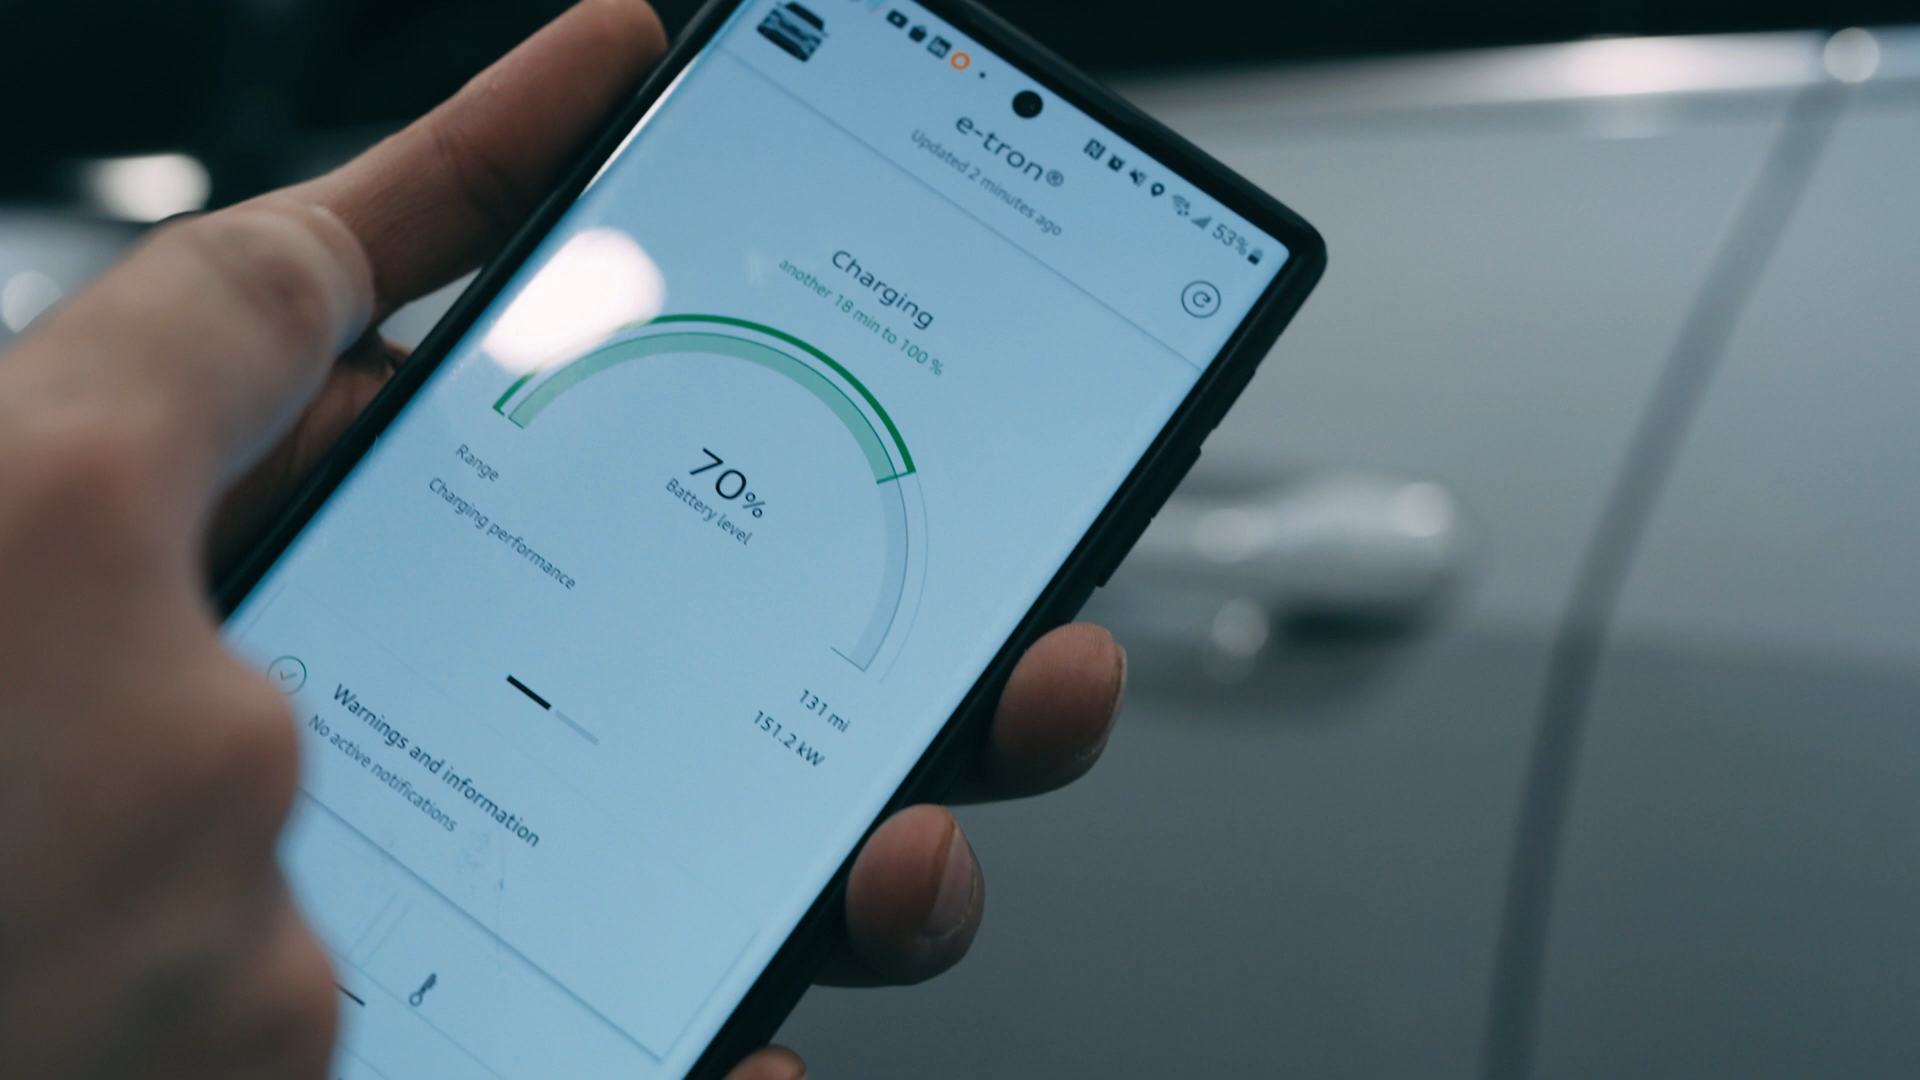 53%
e-tron®
Updated 2 minutes ago
Charging
another 18 min to 100 %
70%
Battery level
Range
131 mi
Charging performance
151.2 kW
Warnings and information
No active notifications